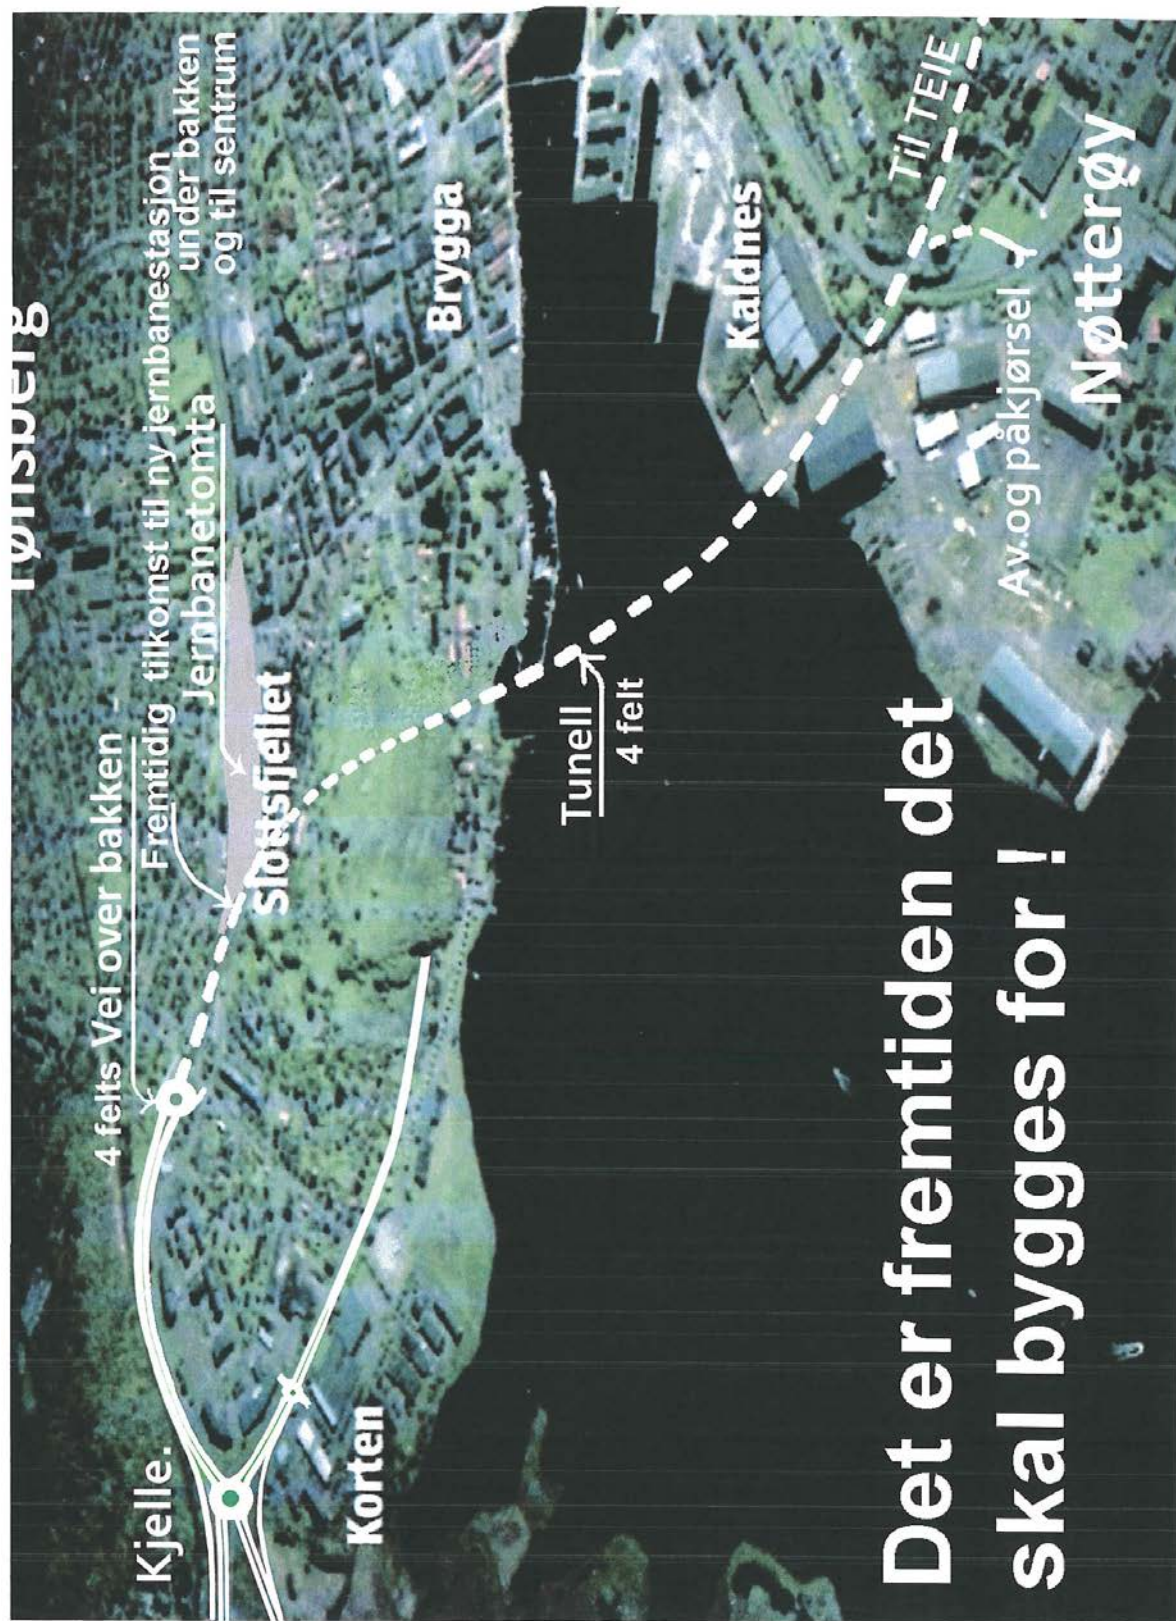 Tønsberg
Kjelle.
4 felts Vei over bakken
Fremtidig tilkomst til ny jernbanestasjon
under bakken
og til sentrum
Jernbanetomta
Slottsfjellet
Korten
Brygga
Tunell
4 felt
Kaldnes
Til TEIE
Av.og påkjørsel
Nøtterøy
Det er fremtiden det
skal bygges for !